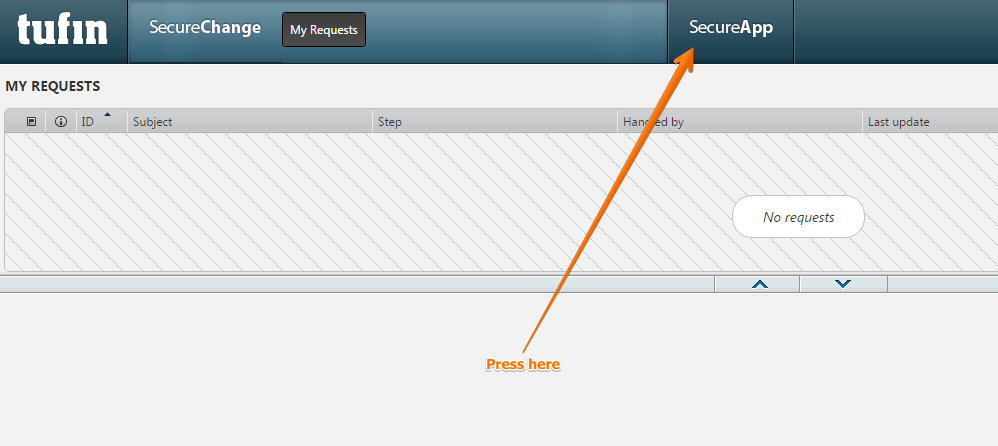 tufin
SecureChange
My Requests
SecureApp
MY REQUESTS
ID
Subject
Step
Handled by
Last update
No requests
Press here